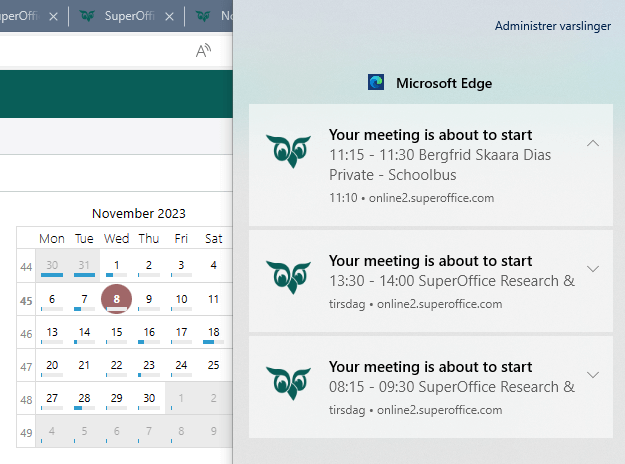 perOffic
SuperOffi
No
A
Administrer varslinger
Microsoft Edge
Your meeting is about to start
11:15 - 11:30 Bergfrid Skaara Dias
Private - Schoolbus
11:10 • online2.superoffice.com
Your meeting is about to start
13:30 - 14:00 SuperOffice Research &
tirsdag • online2.superoffice.com
Your meeting is about to start
08:15 - 09:30 SuperOffice Research &
tirsdag • online2.superoffice.com
November 2023
Mon Tue Wed Thu Fri Sat
44 30 31 1 2 3 4
45 6 7 8 9 10 11
46 13 14 15 16 17 18
47 20 21 22 23 24 25
48 27 28 29 30 1 2
49 4 5 6 7 8 9